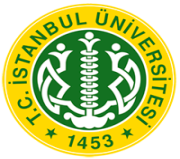 T.C. İSTANBUL ÜNİVERSİTESİ
1453